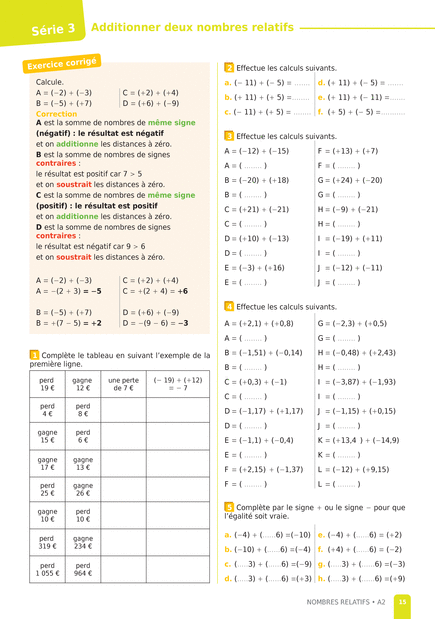 Série 3
Additionner deux nombres relatifs
Exercice corrigé
Calcule.
A = (−2) + (−3)
B = (−5) + (+7)
C = (+2) + (+4)
D = (+6) + (−9)
Correction
A est la somme de nombres de même signe
(négatif) : le résultat est négatif
et on additionne les distances à zéro.
B est la somme de nombres de signes
contraires :
le résultat est positif car 7 > 5
et on soustrait les distances à zéro.
C est la somme de nombres de même signe
(positif) : le résultat est positif
et on additionne les distances à zéro.
D est la somme de nombres de signes
contraires :
le résultat est négatif car 9 > 6
et on soustrait les distances à zéro.
A = (−2) + (−3)
A = −(2 + 3) = −5
B = (−5) + (+7)
B = +(7 − 5) = +2
C = (+2) + (+4)
C = +(2 + 4) = +6
D = (+6) + (−9)
D = −(9 − 6) = −3
1 Complète le tableau en suivant l'exemple de la
première ligne.
perd 19 € gagne 12 € une perte de 7 € (− 19) + (+12) = − 7
perd 4 € perd 8 €
gagne 15 € perd 6 €
gagne 17 € gagne 13 €
perd 25 € gagne 26 €
gagne 10 € perd 10 €
perd 319 € gagne 234 €
perd 1 055 € perd 964 €
2 Effectue les calculs suivants.
a. (− 11) + (− 5) = .......
b. (+ 11) + (+ 5) = .......
c. (− 11) + (+ 5) = .......
d. (+ 11) + (− 5) = .......
e. (+ 11) + (− 11) =......
f. (+ 5) + (− 5) =..........
3 Effectue les calculs suivants.
A = (−12) + (−15)
A = ( ........ )
B = (−20) + (+18)
B = ( ........ )
C = (+21) + (−21)
C = ( ........ )
D = (+10) + (−13)
D = ( ........ )
E = (−3) + (+16)
E = ( ........ )
F = (+13) + (+7)
F = ( ........ )
G = (+24) + (−20)
G = ( ........ )
H = (−9) + (−21)
H = ( ........ )
I = (−19) + (+11)
I = ( ........ )
J = (−12) + (−11)
J = ( ........ )
4 Effectue les calculs suivants.
A = (+2,1) + (+0,8)
A = ( ........ )
B = (−1,51) + (−0,14)
B = ( ........ )
C = (+0,3) + (−1)
C = ( ........ )
D = (−1,17) + (+1,17)
D = ( ........ )
E = (−1,1) + (−0,4)
E = ( ........ )
F = (+2,15) + (−1,37)
F = ( ........ )
G = (−2,3) + (+0,5)
G = ( ........ )
H = (−0,48) + (+2,43)
H = ( ........ )
I = (−3,87) + (−1,93)
I = ( ........ )
J = (−1,15) + (+0,15)
J = ( ........ )
K = (+13,4 ) + (−14,9)
K = ( ........ )
L = (−12) + (+9,15)
L = ( ........ )
5 Complète par le signe + ou le signe − pour que
l'égalité soit vraie.
a. (−4) + (......6) =(−10)
b. (−10) + (......6) =(−4)
c. (.....3) + (......6) =(−9)
d. (.....3) + (......6) =(+3)
e. (−4) + (......6) = (+2)
f. (+4) + (......6) = (−2)
g. (.....3) + (......6) =(−3)
h. (.....3) + (......6) =(+9)
NOMBRES RELATIFS • A2
15